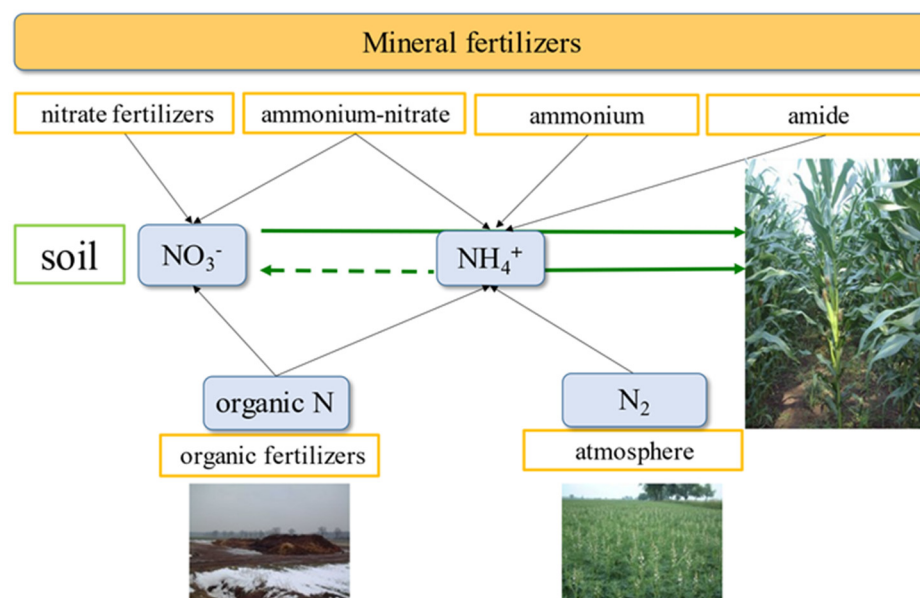 Mineral fertilizers
nitrate fertilizers
ammonium-nitrate
ammonium
amide
soil
NO₃⁻
NH₄⁺
organic N
N₂
organic fertilizers
atmosphere